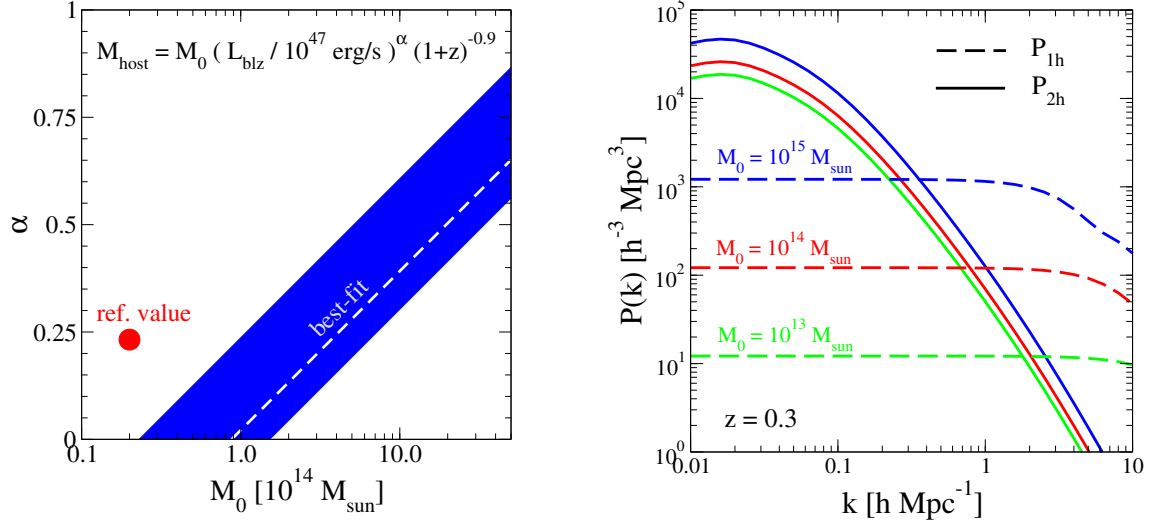 M_host = M_0 ( L_blz / 10^47 erg/s )^α (1+z)^-0.9
1
0.75
0.5
0.25
0
α
ref. value
best-fit
0.1
1.0
10.0
M_0 [10^14 M_sun]
10^5
10^4
10^3
10^2
10^1
10^0
P(k) [h^-3 Mpc^3]
P_1h
P_2h
M_0 = 10^15 M_sun
M_0 = 10^14 M_sun
M_0 = 10^13 M_sun
z = 0.3
0.01
0.1
1
10
k [h Mpc^-1]